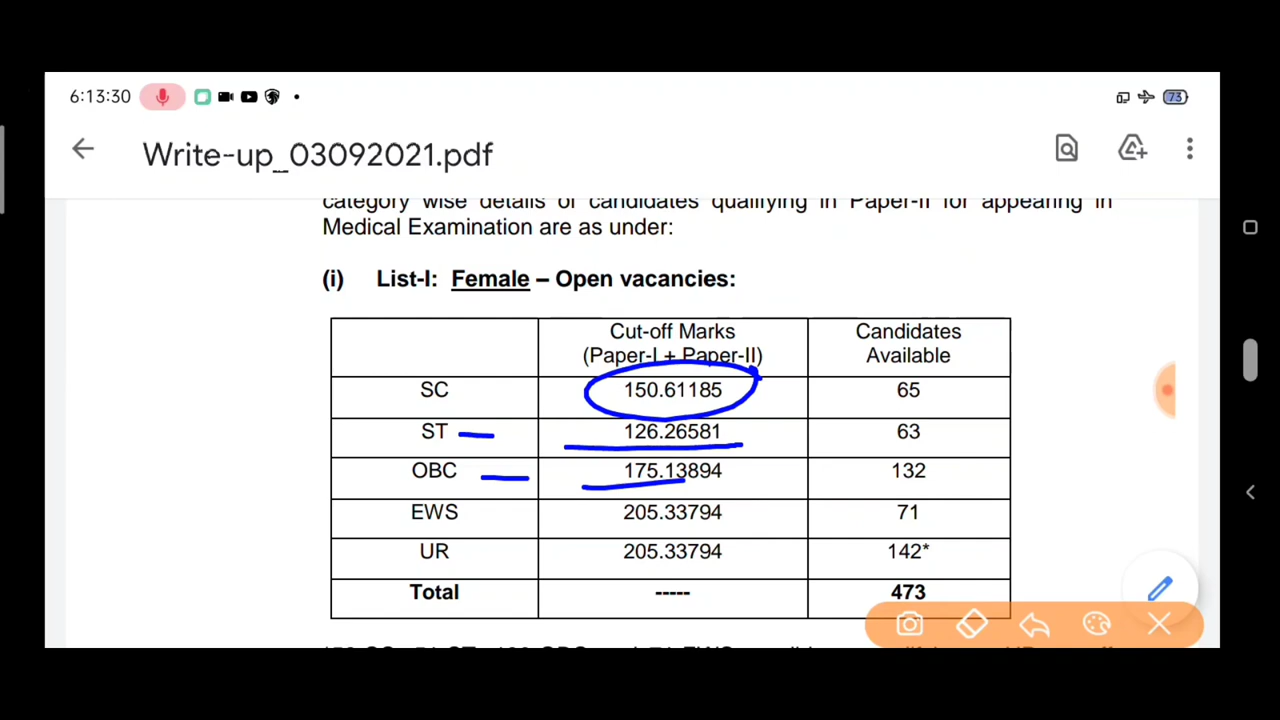 6:13:30
73
Write-up_03092021.pdf
category wise details of candidates qualifying in Paper-II for appearing in
Medical Examination are as under:
(i) List-I: Female – Open vacancies:
Cut-off Marks (Paper-I + Paper-II) Candidates Available
SC 150.61185 65
ST 126.26581 63
OBC 175.13894 132
EWS 205.33794 71
UR 205.33794 142*
Total ----- 473